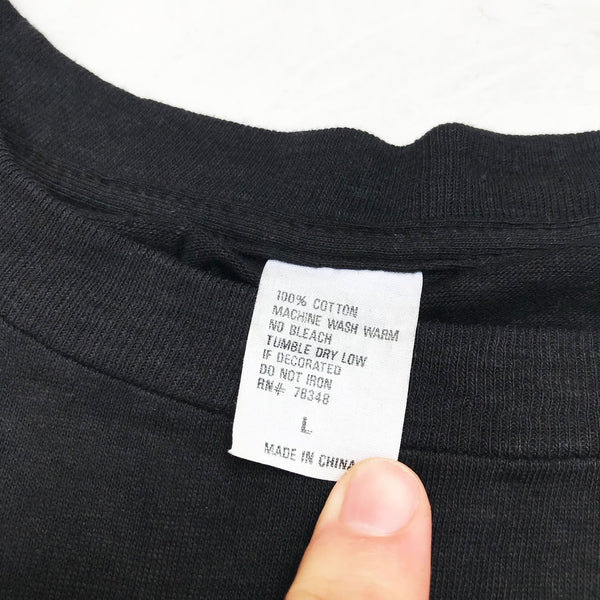 100% COTTON
MACHINE WASH WARM
NO BLEACH
TUMBLE DRY LOW
IF DECORATED
DO NOT IRON
RN# 78348
L
MADE IN CHINA